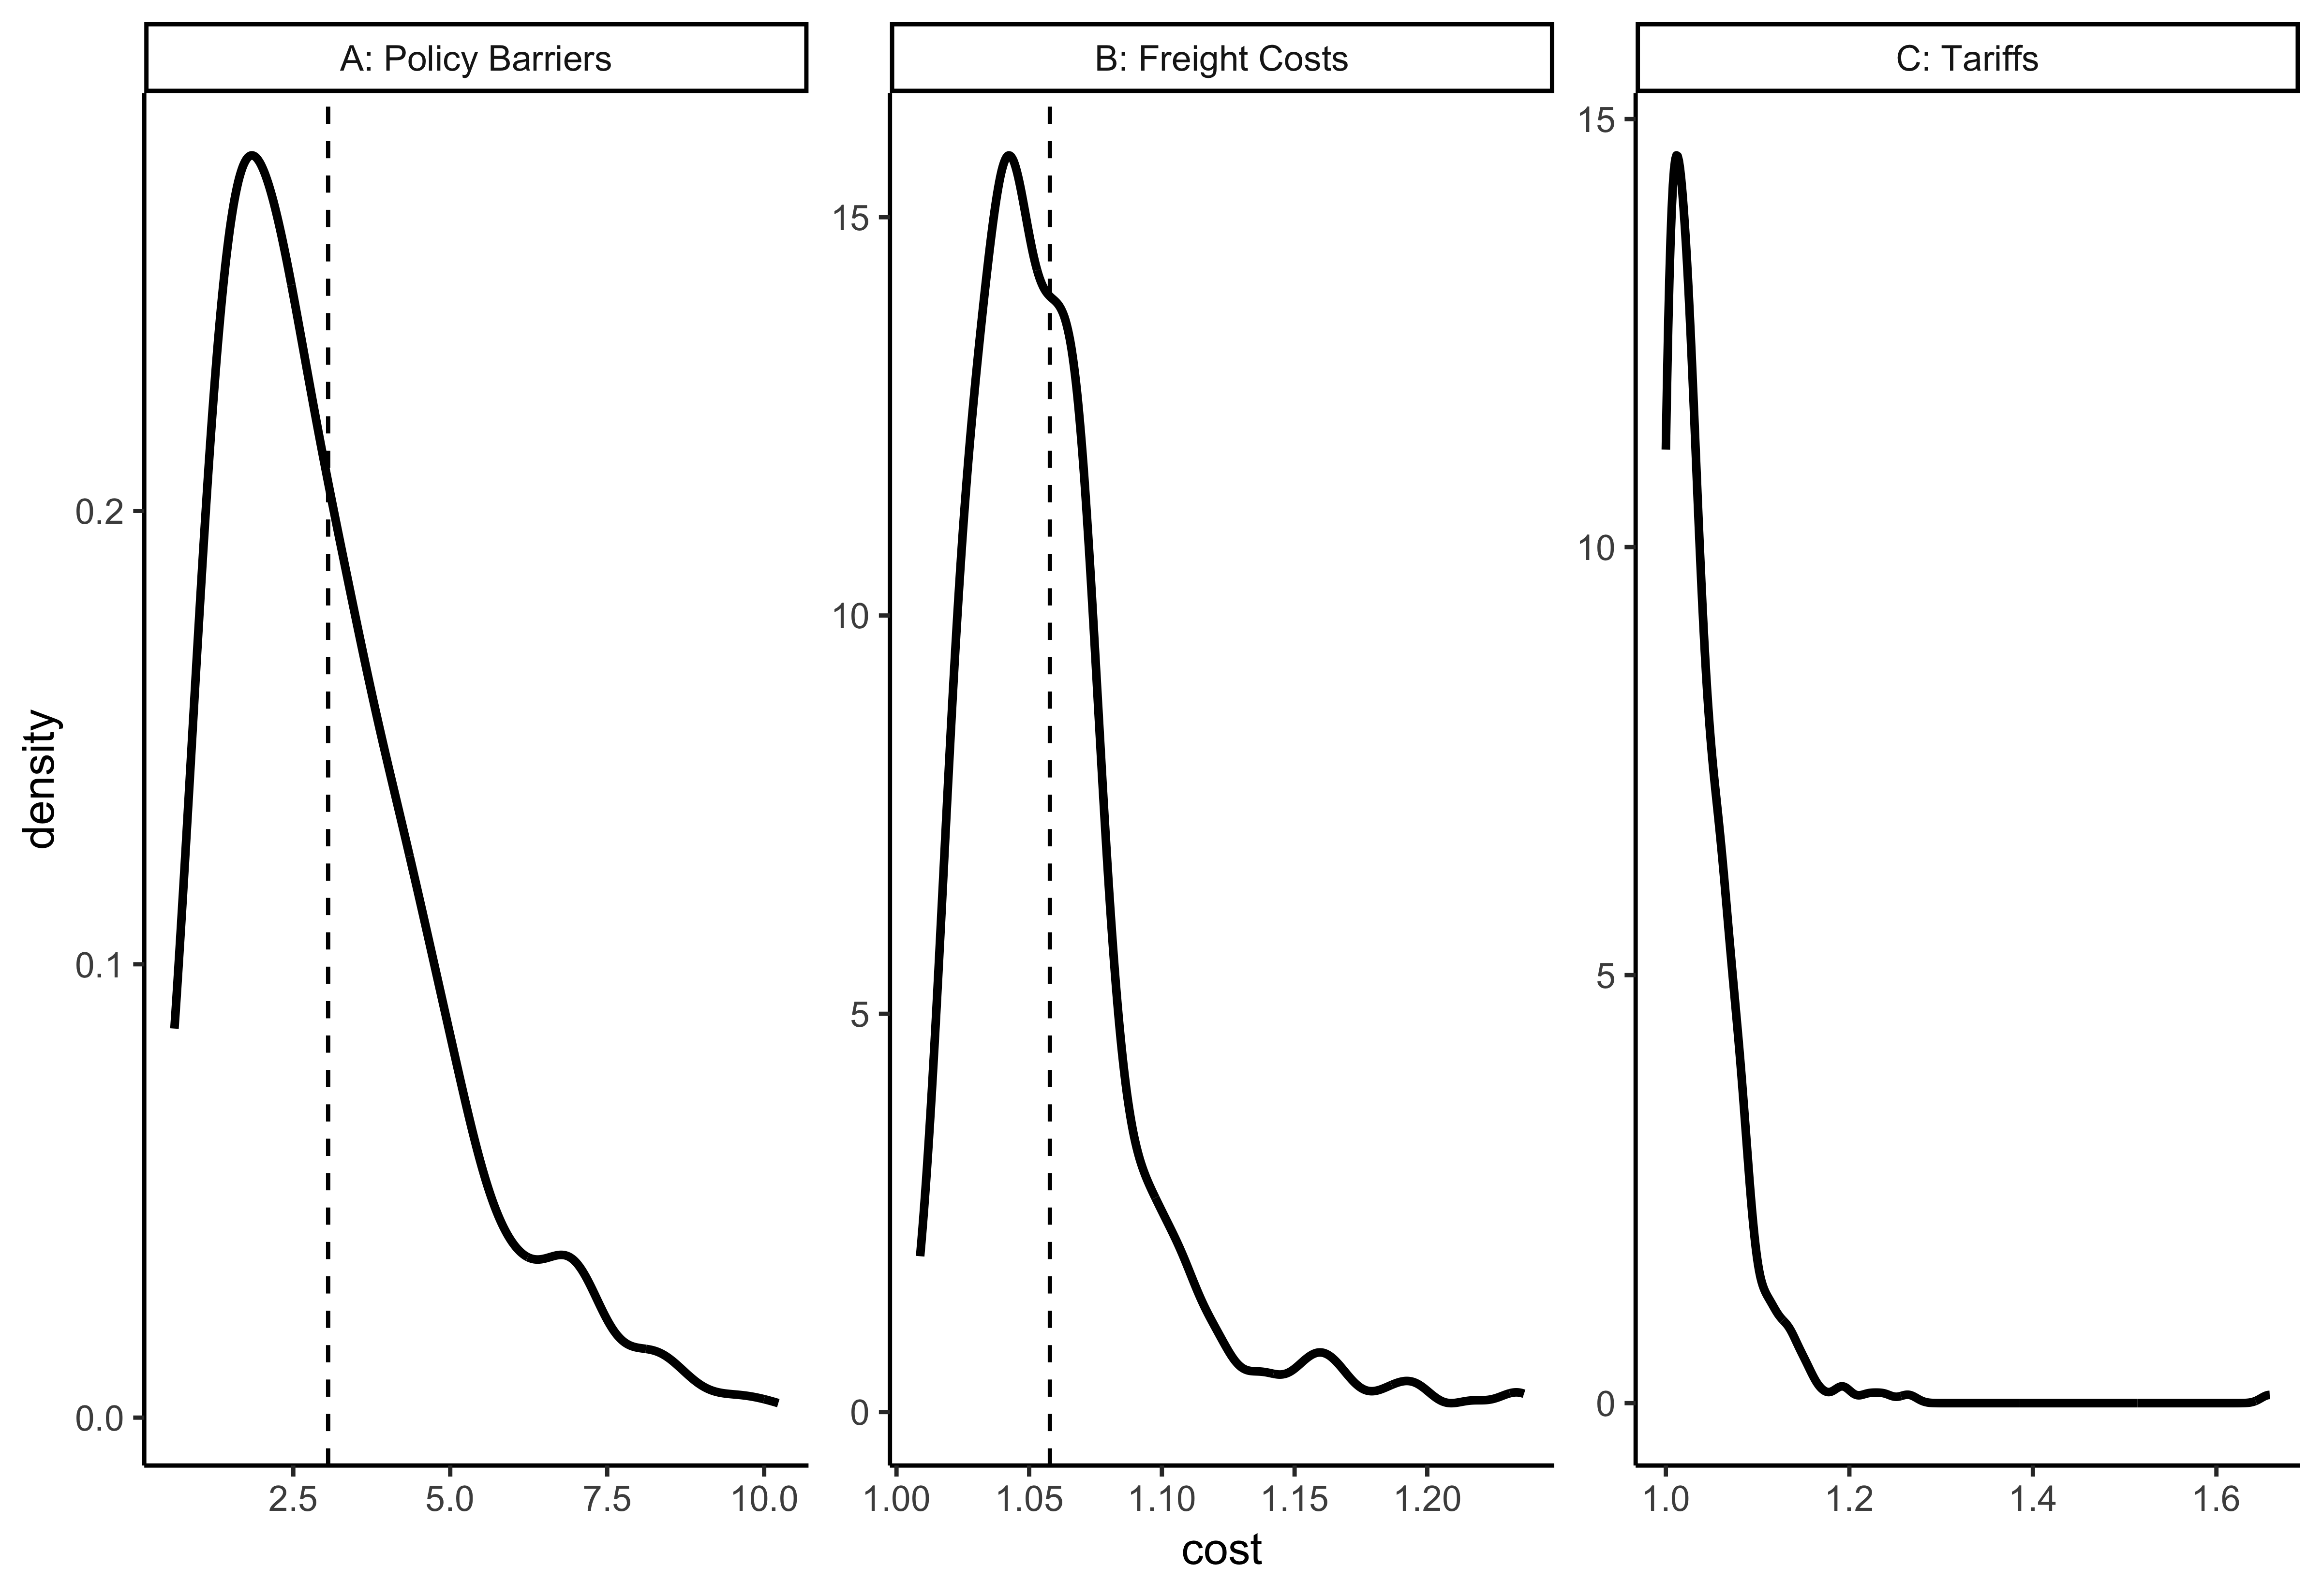 A: Policy Barriers
B: Freight Costs
C: Tariffs
density
0.2
0.1
0.0
15
10
5
0
15
10
5
0
2.5 5.0 7.5 10.0
1.00 1.05 1.10 1.15 1.20
1.0 1.2 1.4 1.6
cost